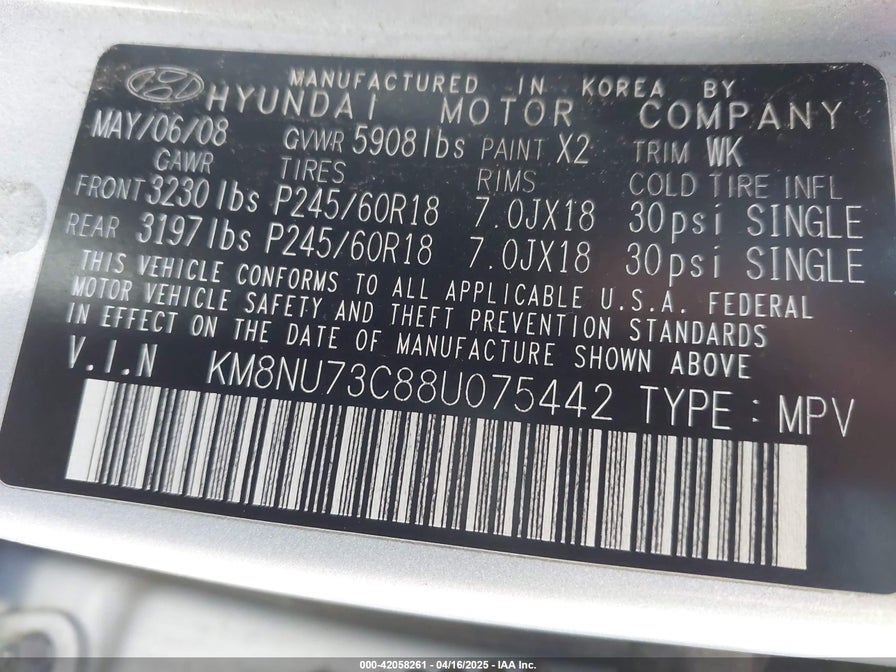 MANUFACTURED IN KOREA BY
HYUNDAI MOTOR COMPANY
MAY/06/08 GVWR 5908lbs PAINT X2 TRIM WK
GAWR TIRES RIMS COLD TIRE INFL
FRONT 3230lbs P245/60R18 7.0JX18 30psi SINGLE
REAR 3197lbs P245/60R18 7.0JX18 30psi SINGLE
THIS VEHICLE CONFORMS TO ALL APPLICABLE U.S.A. FEDERAL
MOTOR VEHICLE SAFETY AND THEFT PREVENTION STANDARDS
IN EFFECT ON THE DATE OF MANUFACTURE SHOWN ABOVE
V.I.N KM8NU73C88U075442 TYPE : MPV
000-42058261 - 04/16/2025 - IAA Inc.